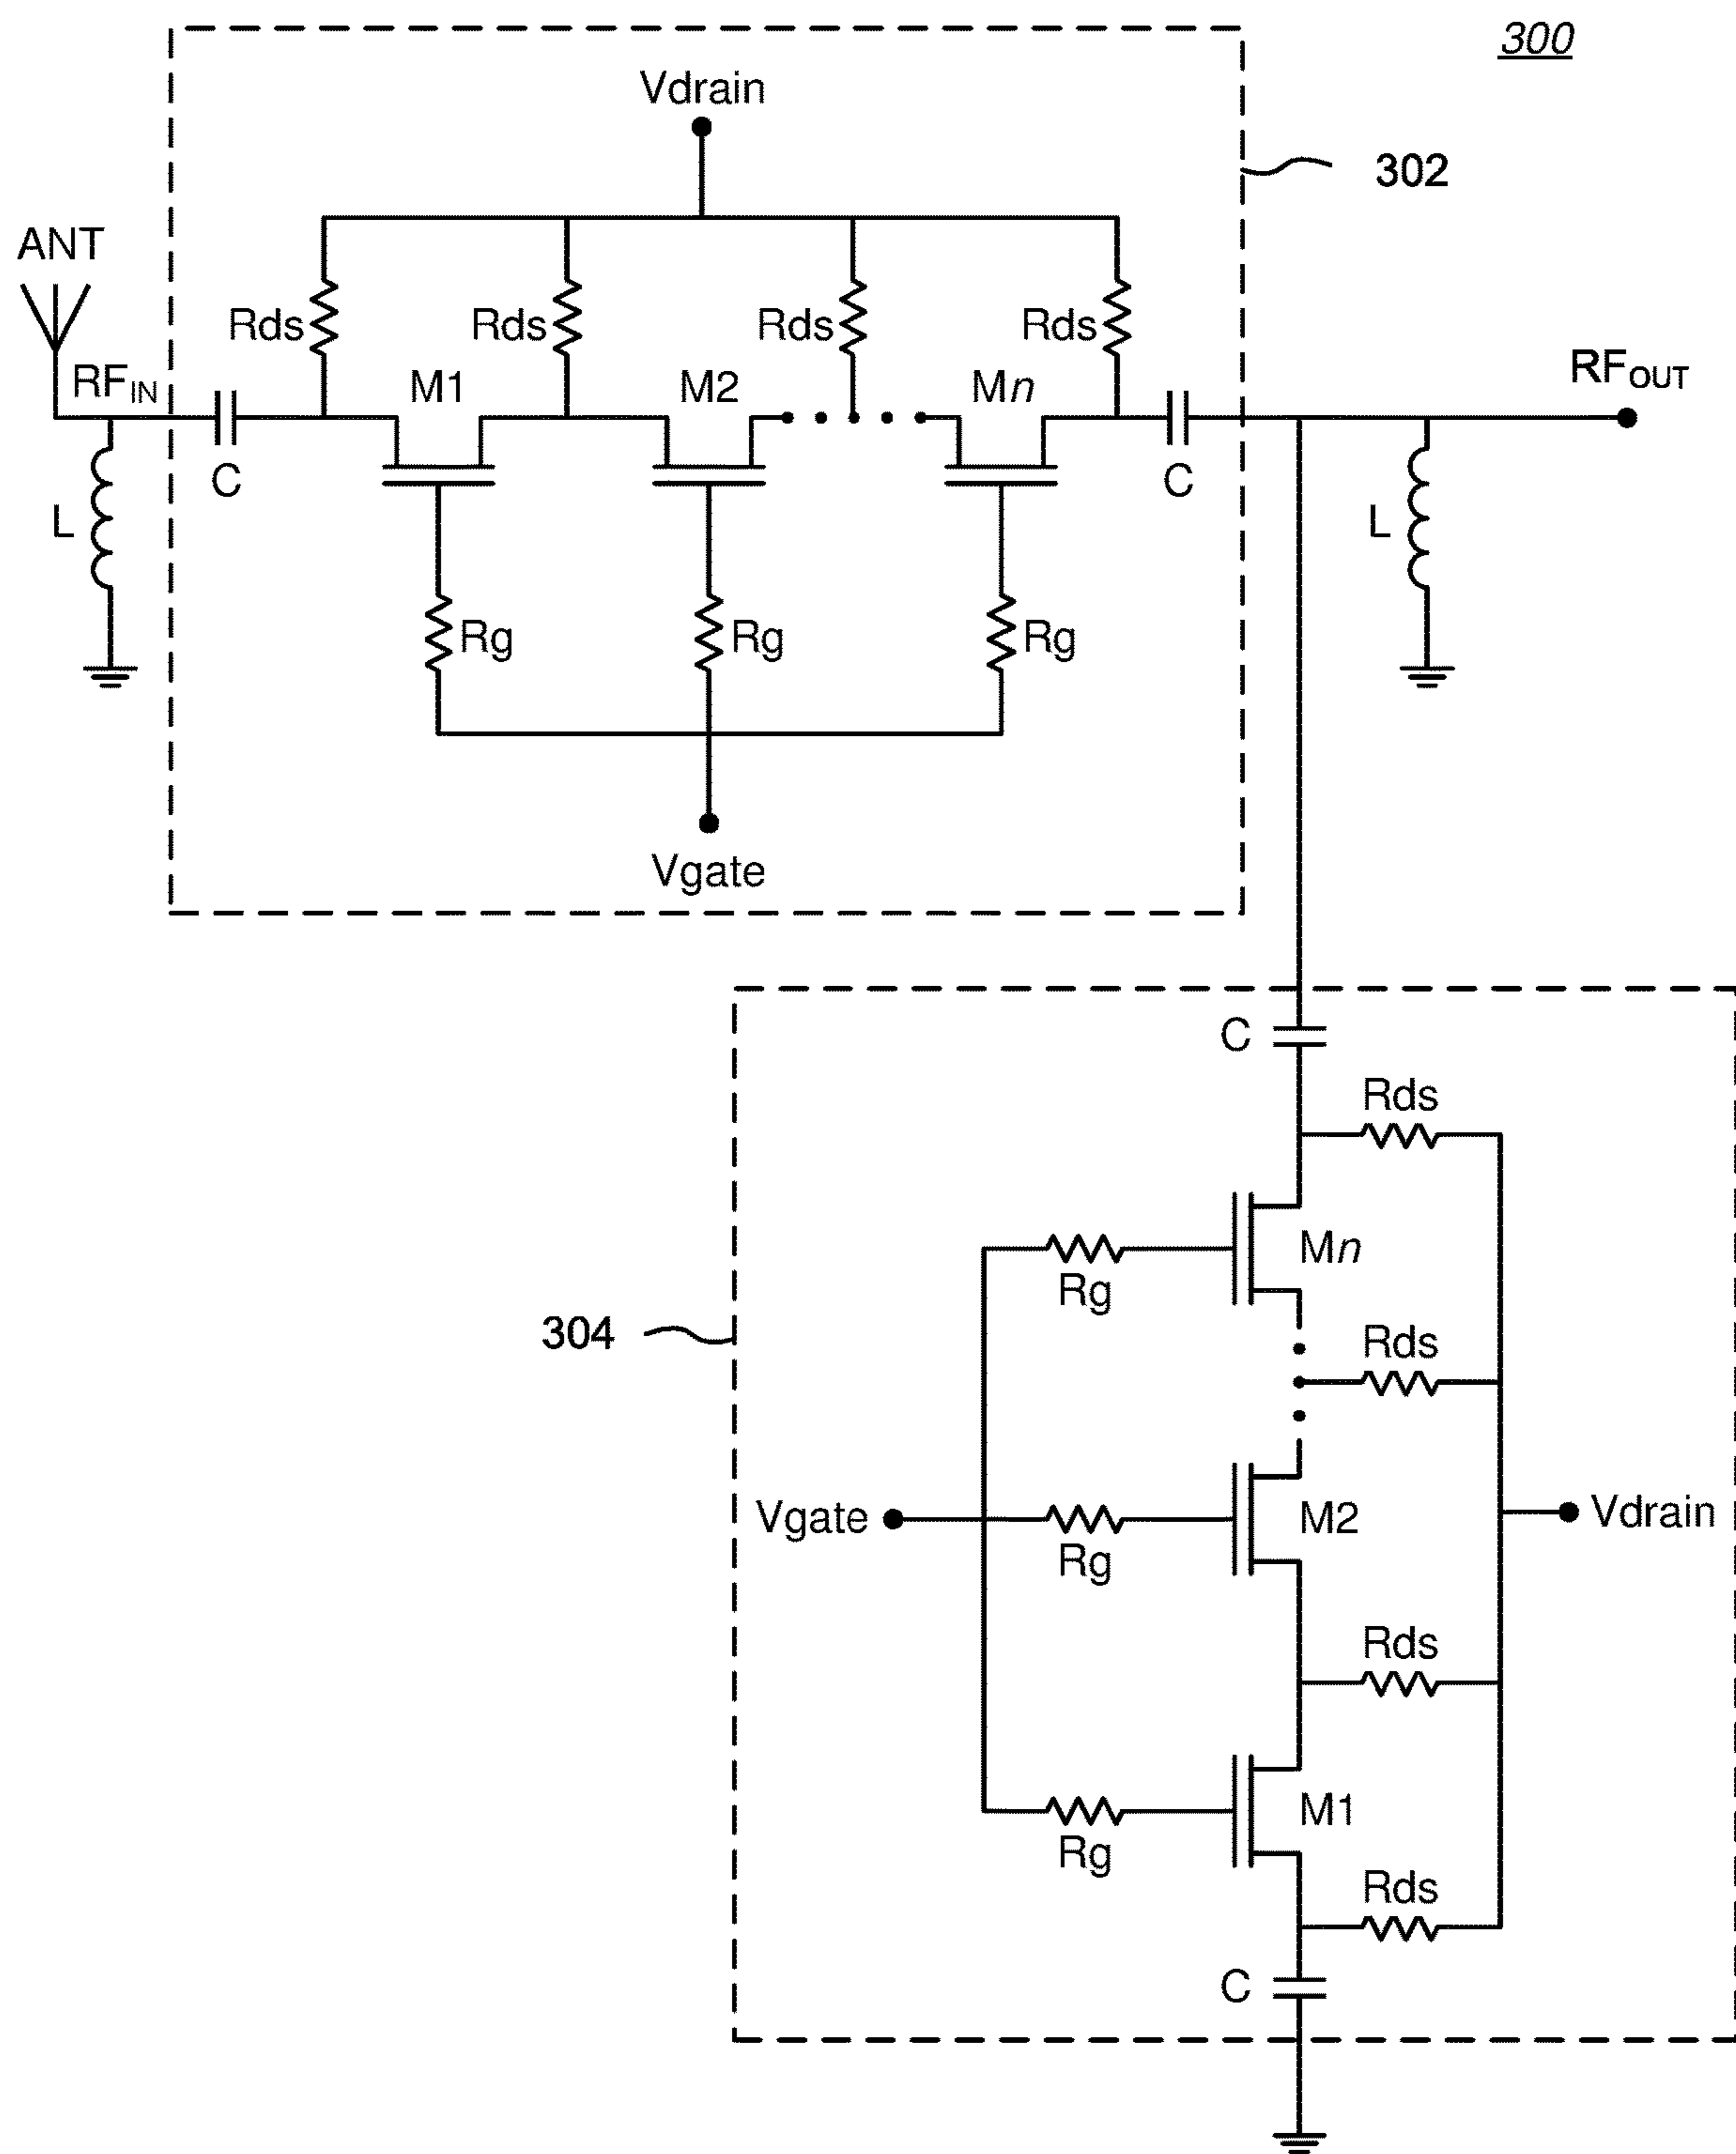 300
Vdrain
302
ANT
Rds Rds Rds Rds
RFIN M1 M2 Mn RFOUT
C C
L L
Rg Rg Rg
Vgate
C
Rds
Mn
Rg
304
Rds
Vgate M2 Vdrain
Rg
Rds
M1
Rg
Rds
C